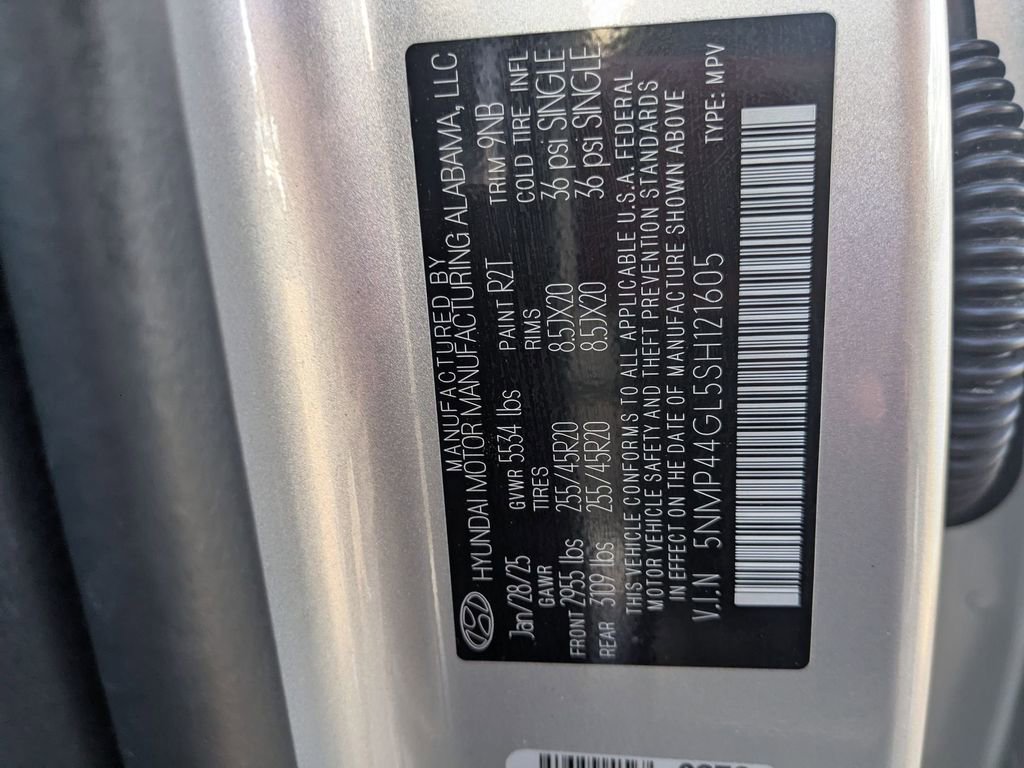 MANUFACTURED BY
HYUNDAI MOTOR MANUFACTURING ALABAMA, LLC
Jan/28/25 GVWR 5534 lbs PAINT R2T TRIM 9NB
GAWR TIRES RIMS COLD TIRE INFL
FRONT 2955 lbs 255/45R20 8.5JX20 36 psi SINGLE
REAR 3109 lbs 255/45R20 8.5JX20 36 psi SINGLE
THIS VEHICLE CONFORMS TO ALL APPLICABLE U.S.A. FEDERAL
MOTOR VEHICLE SAFETY AND THEFT PREVENTION STANDARDS
IN EFFECT ON THE DATE OF MANUFACTURE SHOWN ABOVE
V.I.N 5NMP44GL5SH121605 TYPE: MPV